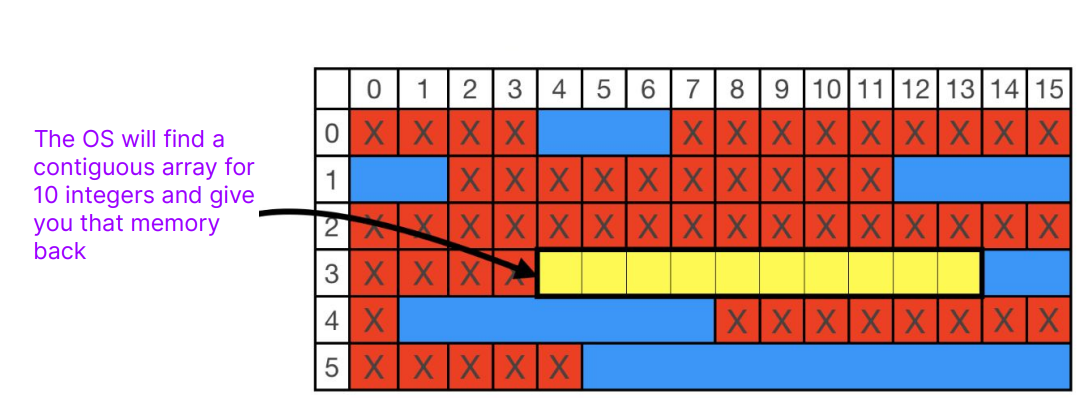 0 1 2 3 4 5 6 7 8 9 10 11 12 13 14 15
The OS will find a
contiguous array for
10 integers and give
you that memory
back
0 X X X X X X X X X X X X X
1 X X X X X X X X X X
2 X X X X X X X X X X X X X X X X
3 X X X X
4 X X X X X X X X X
5 X X X X X